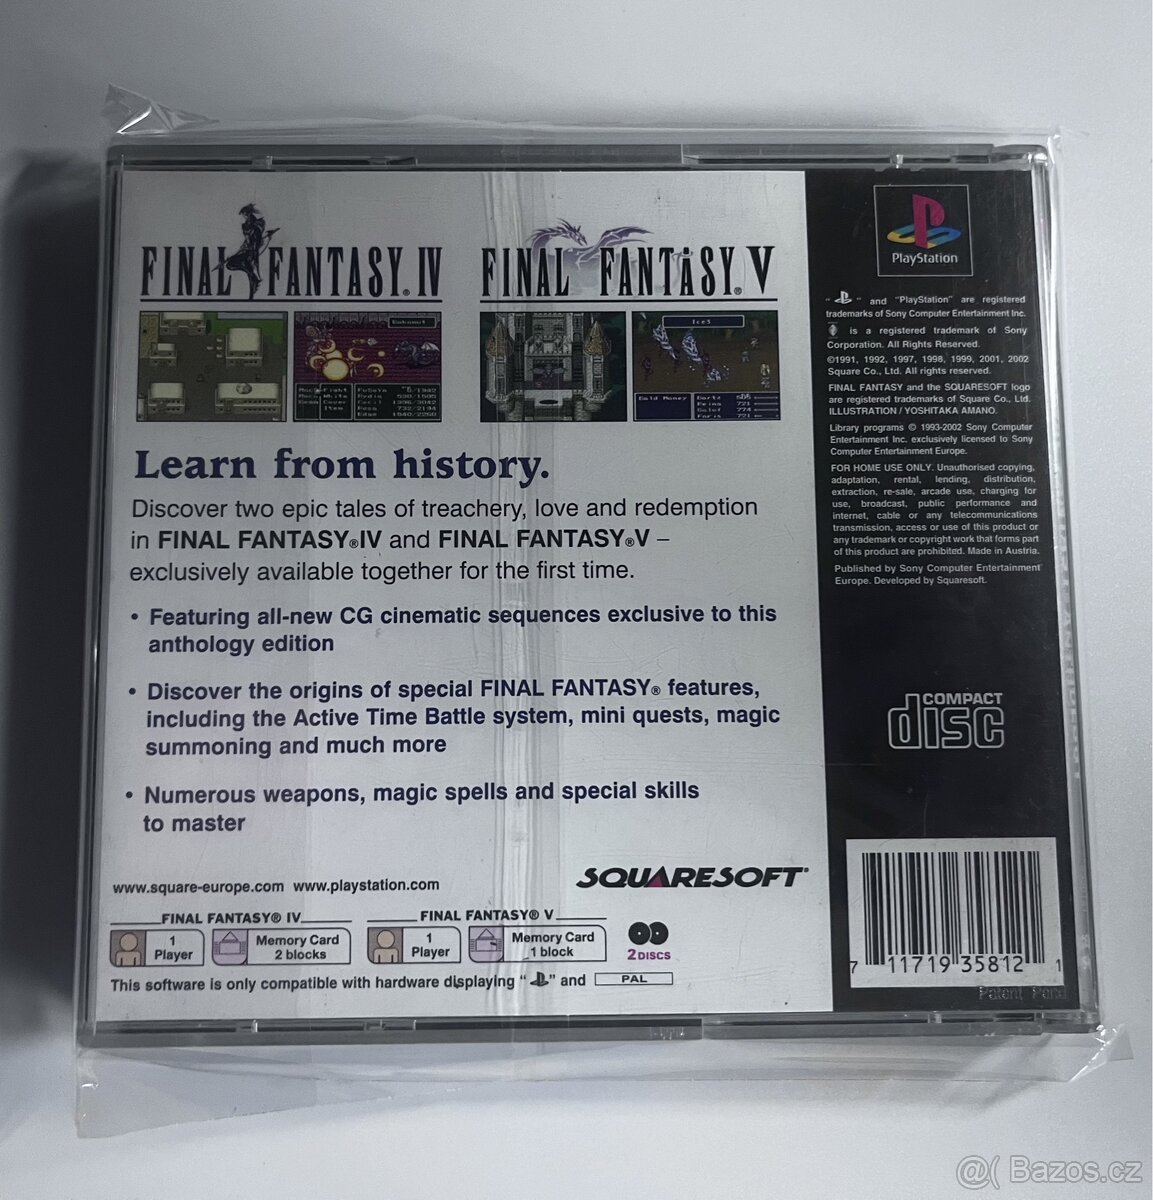 FINAL FANTASY® IV
FINAL FANTASY® V
Bahamut
Ice3
Gold Money
Learn from history.
Discover two epic tales of treachery, love and redemption
in FINAL FANTASY®IV and FINAL FANTASY®V –
exclusively available together for the first time.
• Featuring all-new CG cinematic sequences exclusive to this
anthology edition
• Discover the origins of special FINAL FANTASY® features,
including the Active Time Battle system, mini quests, magic
summoning and much more
• Numerous weapons, magic spells and special skills
to master
www.square-europe.com www.playstation.com
SQUARESOFT®
FINAL FANTASY® IV
1
Player
Memory Card
2 blocks
FINAL FANTASY® V
1
Player
Memory Card
1 block
2 DISCS
This software is only compatible with hardware displaying " " and PAL
PlayStation
" " and "PlayStation" are registered
trademarks of Sony Computer Entertainment Inc.
is a registered trademark of Sony
Corporation. All Rights Reserved.
©1991, 1992, 1997, 1998, 1999, 2001, 2002
Square Co., Ltd. All rights reserved.
FINAL FANTASY and the SQUARESOFT logo
are registered trademarks of Square Co., Ltd.
ILLUSTRATION / YOSHITAKA AMANO.
Library programs © 1993-2002 Sony Computer
Entertainment Inc. exclusively licensed to Sony
Computer Entertainment Europe.
FOR HOME USE ONLY. Unauthorised copying,
adaptation, rental, lending, distribution,
extraction, re-sale, arcade use, charging for
use, broadcast, public performance and
internet, cable or any telecommunications
transmission, access or use of this product or
any trademark or copyright work that forms part
of this product are prohibited. Made in Austria.
Published by Sony Computer Entertainment
Europe. Developed by Squaresoft.
COMPACT
disc
7 11719 35812 1
Patent Pend
@( Bazos.cz